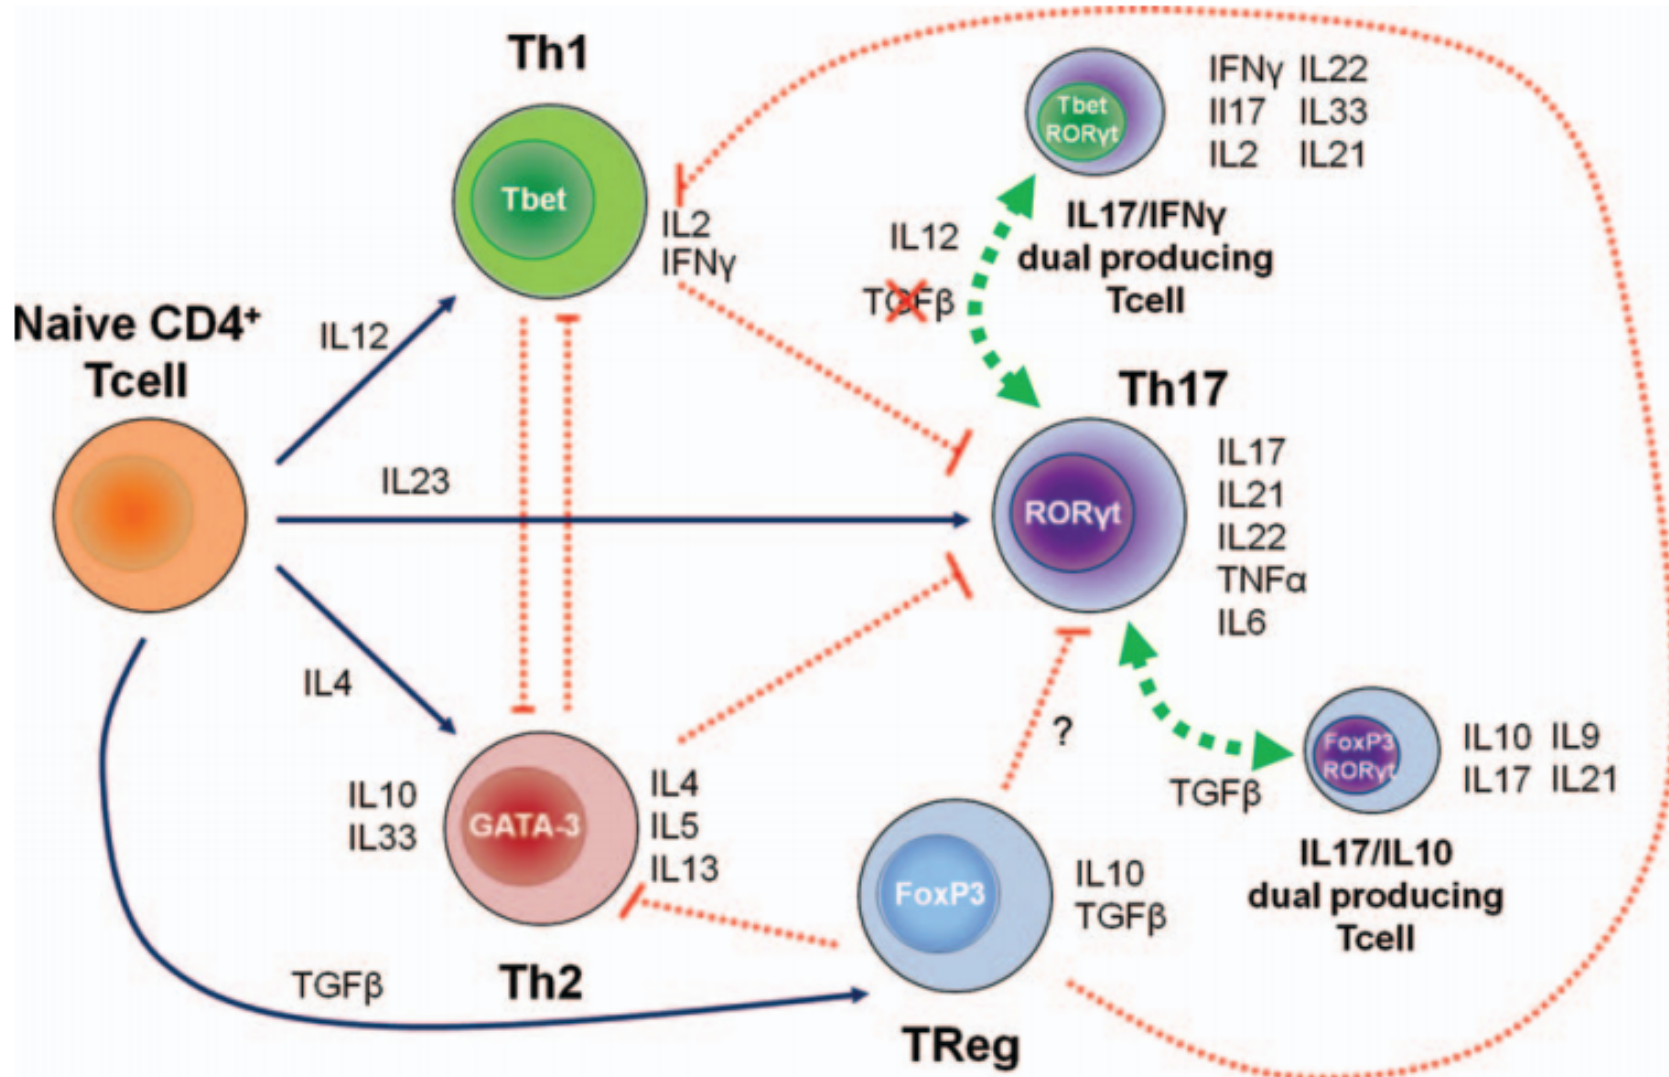 Th1
Tbet
IL2
IFNγ
Naive CD4+
Tcell
IL12
IL23
IL4
TGFβ
IL10
IL33
GATA-3
IL4
IL5
IL13
Th2
FoxP3
IL10
TGFβ
TReg
?
Tbet
RORγt
IFNγ IL22
Il17 IL33
IL2 IL21
IL17/IFNγ
dual producing
Tcell
IL12
TGFβ
Th17
RORγt
IL17
IL21
IL22
TNFα
IL6
TGFβ
FoxP3
RORγt
IL10 IL9
IL17 IL21
IL17/IL10
dual producing
Tcell